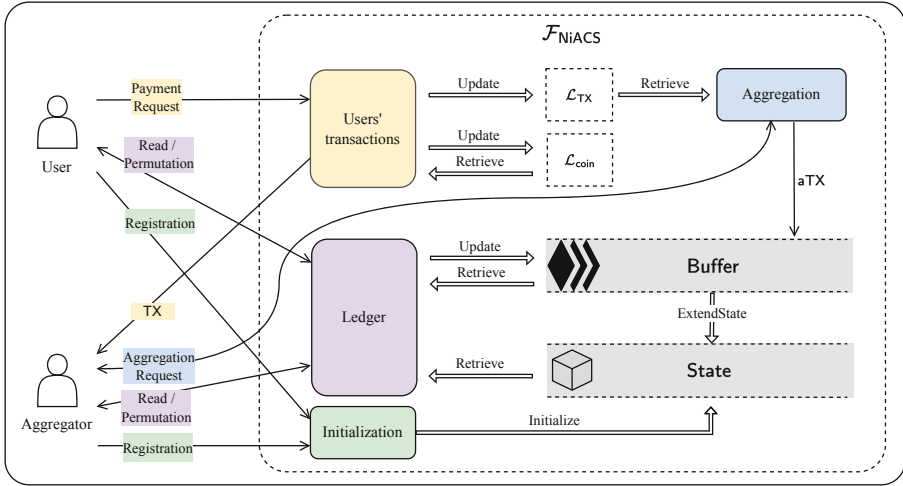 𝓕NiACS
Payment
Request
Users'
transactions
Update
𝓛TX
Retrieve
Aggregation
User
Read /
Permutation
Update
Retrieve
𝓛coin
aTX
Registration
Ledger
Update
Retrieve
Buffer
ExtendState
TX
Aggregation
Request
Retrieve
State
Aggregator
Read /
Permutation
Registration
Initialization
Initialize